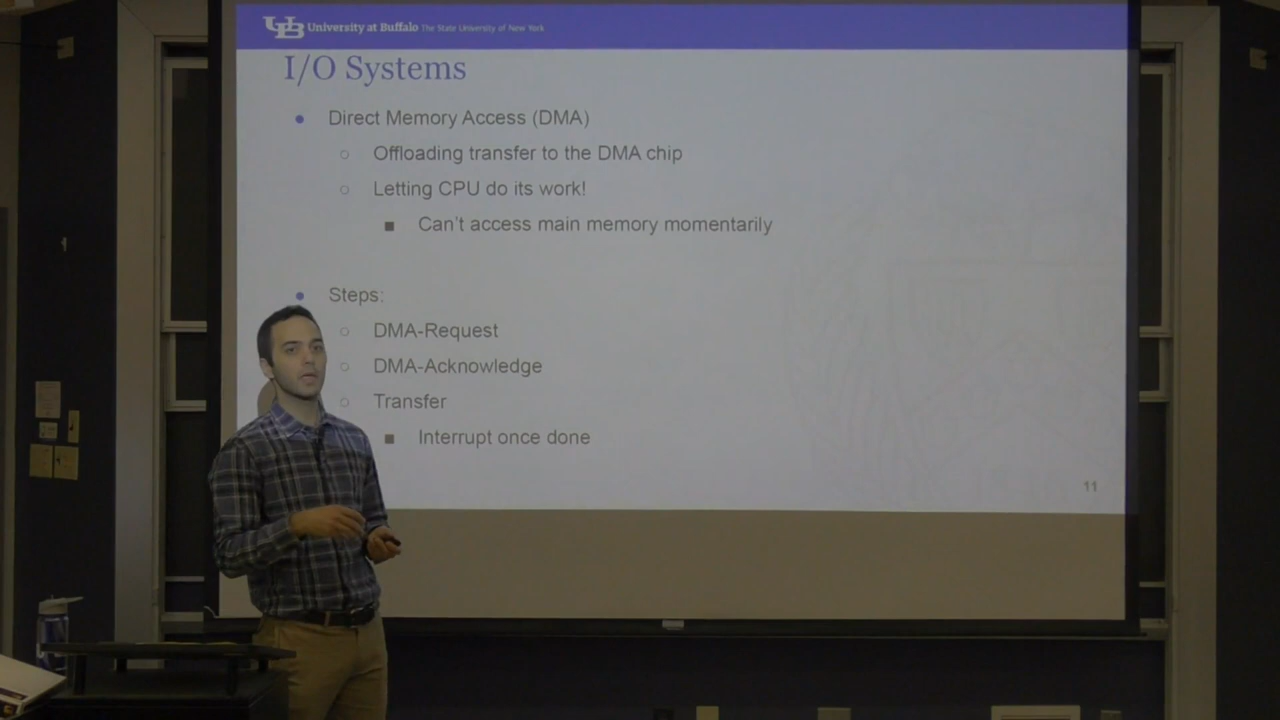 UB University at Buffalo The State University of New York
I/O Systems
Direct Memory Access (DMA)
Offloading transfer to the DMA chip
Letting CPU do its work!
Can't access main memory momentarily
Steps:
DMA-Request
DMA-Acknowledge
Transfer
Interrupt once done
11